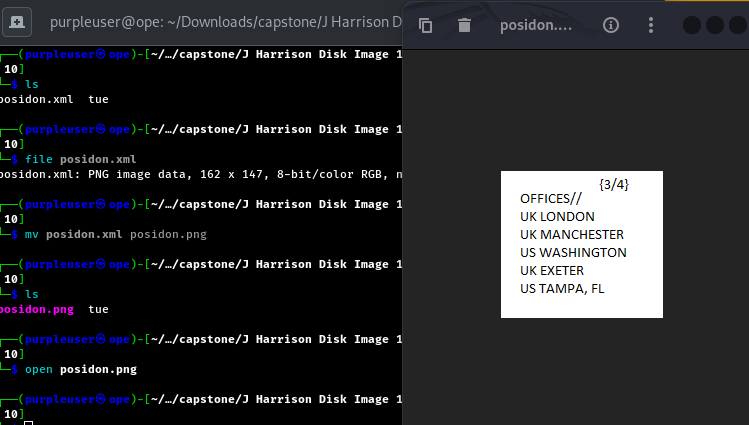 purpleuser@ope: ~/Downloads/capstone/J Harrison D
posidon....
┌──(purpleuser㉿ope)-[~/…/capstone/J Harrison Disk Image 1
10]
└─$ ls
posidon.xml  tue
┌──(purpleuser㉿ope)-[~/…/capstone/J Harrison Disk Image 1
10]
└─$ file posidon.xml
posidon.xml: PNG image data, 162 x 147, 8-bit/color RGB, n
┌──(purpleuser㉿ope)-[~/…/capstone/J Harrison Disk Image 1
10]
└─$ mv posidon.xml posidon.png
┌──(purpleuser㉿ope)-[~/…/capstone/J Harrison Disk Image 1
10]
└─$ ls
posidon.png  tue
┌──(purpleuser㉿ope)-[~/…/capstone/J Harrison Disk Image 1
10]
└─$ open posidon.png
┌──(purpleuser㉿ope)-[~/…/capstone/J Harrison Disk Image 1
10]
└─$
{3/4}
OFFICES//
UK LONDON
UK MANCHESTER
US WASHINGTON
UK EXETER
US TAMPA, FL